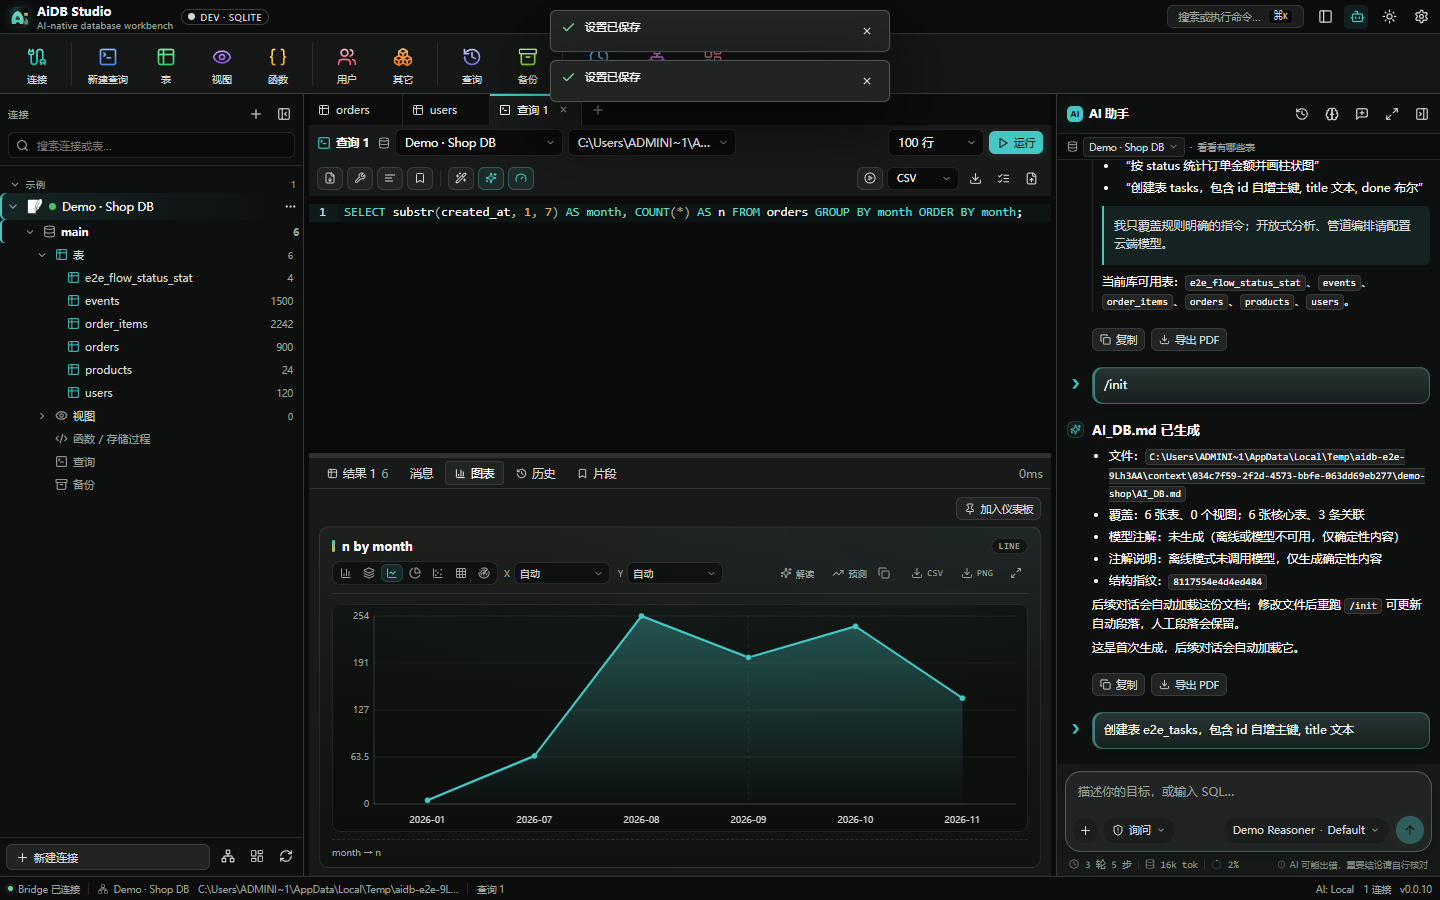 AiDB Studio
AI-native database workbench
DEV · SQLITE
设置已保存
设置已保存
搜索或执行命令... ⌘K
连接
新建查询
表
视图
函数
用户
其它
查询
备份
连接
搜索连接或表...
示例 1
Demo · Shop DB
main 6
表 6
e2e_flow_status_stat 4
events 1500
order_items 2242
orders 900
products 24
users 120
视图 0
函数 / 存储过程
查询
备份
新建连接
orders
users
查询 1
查询 1
Demo · Shop DB
C:\Users\ADMINI~1\A...
100 行
运行
CSV
1 SELECT substr(created_at, 1, 7) AS month, COUNT(*) AS n FROM orders GROUP BY month ORDER BY month;
结果 1 6
消息
图表
历史
片段
0ms
加入仪表板
n by month
LINE
X 自动
Y 自动
解读
预测
CSV
PNG
254
191
127
63.5
0
2026-01
2026-07
2026-08
2026-09
2026-10
2026-11
month → n
AI AI 助手
Demo · Shop DB · 看看有哪些表
• “按 status 统计订单金额并画柱状图”
• “创建表 tasks，包含 id 自增主键, title 文本, done 布尔”
我只覆盖规则明确的指令；开放式分析、管道编排请配置
云端模型。
当前库可用表： e2e_flow_status_stat 、 events 、
order_items 、 orders 、 products 、 users 。
复制
导出 PDF
/init
AI_DB.md 已生成
• 文件： C:\Users\ADMINI~1\AppData\Local\Temp\aidb-e2e-
9Lh3AA\context\034c7f59-2f2d-4573-bbfe-063dd69eb277\demo-
shop\AI_DB.md
• 覆盖：6 张表、0 个视图；6 张核心表、3 条关联
• 模型注解：未生成（离线或模型不可用，仅确定性内容）
• 注解说明：离线模式未调用模型，仅生成确定性内容
• 结构指纹： 8117554e4d4ed484
后续对话会自动加载这份文档；修改文件后重跑 /init 可更新
自动段落，人工段落会保留。
这是首次生成，后续对话会自动加载它。
复制
导出 PDF
创建表 e2e_tasks，包含 id 自增主键, title 文本
描述你的目标，或输入 SQL...
询问
Demo Reasoner · Default
3 轮 5 步
16k tok
2%
AI 可能出错，重要结论请自行核对
Bridge 已连接
Demo · Shop DB
C:\Users\ADMINI~1\AppData\Local\Temp\aidb-e2e-9L...
查询 1
AI: Local
1 连接
v0.0.10